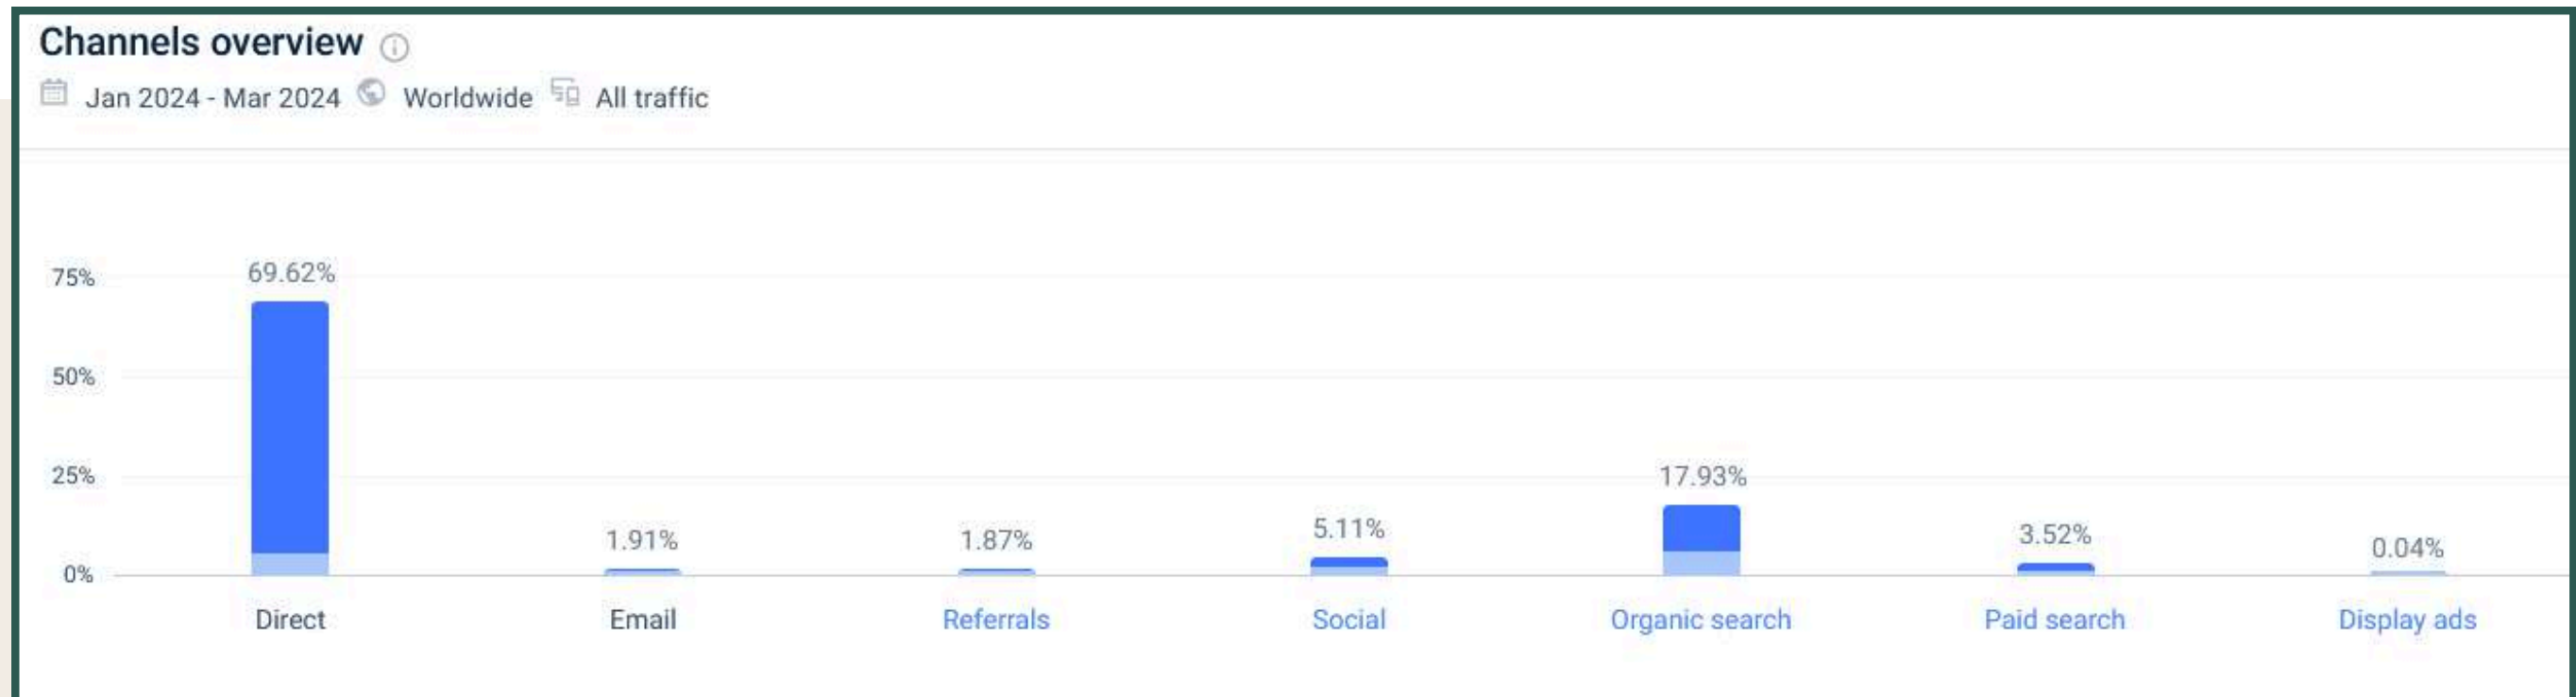 Channels overview
Jan 2024 - Mar 2024 Worldwide All traffic
75%
50%
25%
0%
69.62%
1.91%
1.87%
5.11%
17.93%
3.52%
0.04%
Direct
Email
Referrals
Social
Organic search
Paid search
Display ads